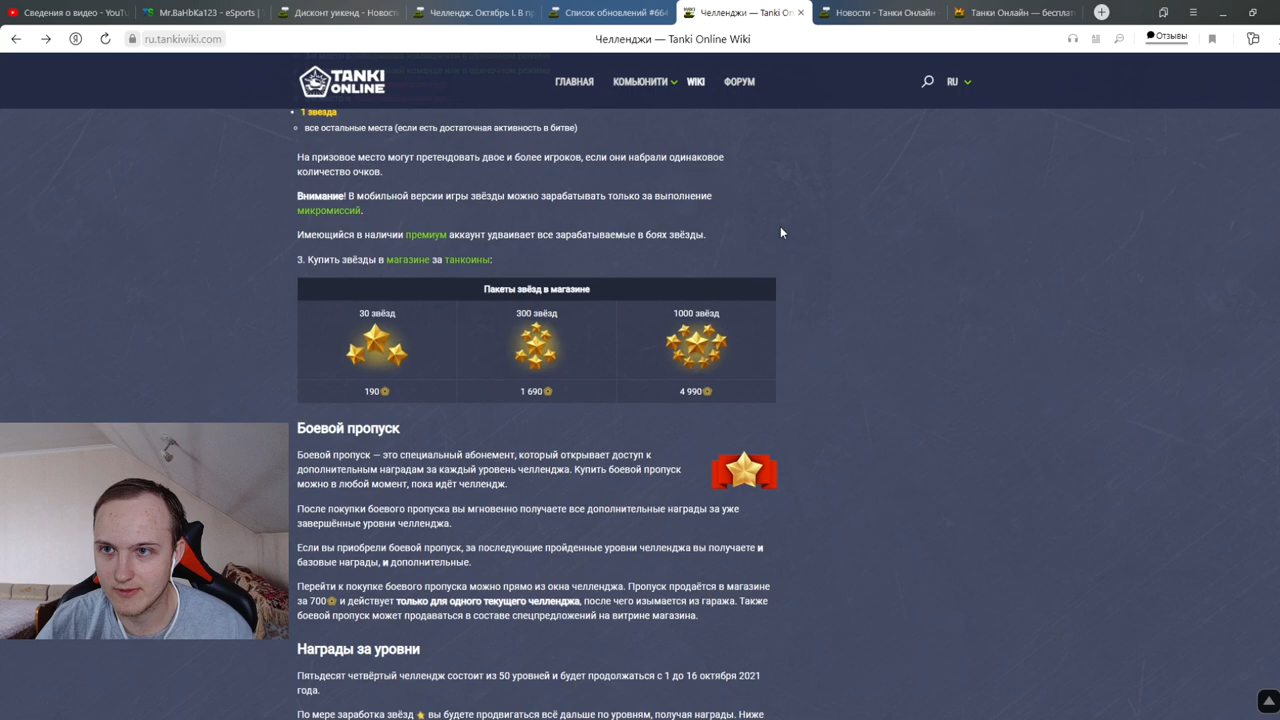 Сведения о видео - YouTu
Mr.BaHbKa123 - eSports |
Дисконт уикенд - Новост
Челлендж. Октябрь I. В п
Список обновлений #664
Челленджи — Tanki On
Новости - Танки Онлайн
Танки Онлайн — бесплат
ru.tankiwiki.com
Челленджи — Tanki Online Wiki
Отзывы
TANKI ONLINE
ГЛАВНАЯ
КОМЬЮНИТИ
WIKI
ФОРУМ
RU
1 звезда
все остальные места (если есть достаточная активность в битве)
На призовое место могут претендовать двое и более игроков, если они набрали одинаковое
количество очков.
Внимание! В мобильной версии игры звёзды можно зарабатывать только за выполнение
микромиссий.
Имеющийся в наличии премиум аккаунт удваивает все зарабатываемые в боях звёзды.
3. Купить звёзды в магазине за танкоины:
Пакеты звёзд в магазине
30 звёзд 300 звёзд 1000 звёзд
190 1 690 4 990
Боевой пропуск
Боевой пропуск — это специальный абонемент, который открывает доступ к
дополнительным наградам за каждый уровень челленджа. Купить боевой пропуск
можно в любой момент, пока идёт челлендж.
После покупки боевого пропуска вы мгновенно получаете все дополнительные награды за уже
завершённые уровни челленджа.
Если вы приобрели боевой пропуск, за последующие пройденные уровни челленджа вы получаете и
базовые награды, и дополнительные.
Перейти к покупке боевого пропуска можно прямо из окна челленджа. Пропуск продаётся в магазине
за 700 и действует только для одного текущего челленджа, после чего изымается из гаража. Также
боевой пропуск может продаваться в составе спецпредложений на витрине магазина.
Награды за уровни
Пятьдесят четвёртый челлендж состоит из 50 уровней и будет продолжаться с 1 до 16 октября 2021
года.
По мере заработка звёзд вы будете продвигаться всё дальше по уровням, получая награды. Ниже